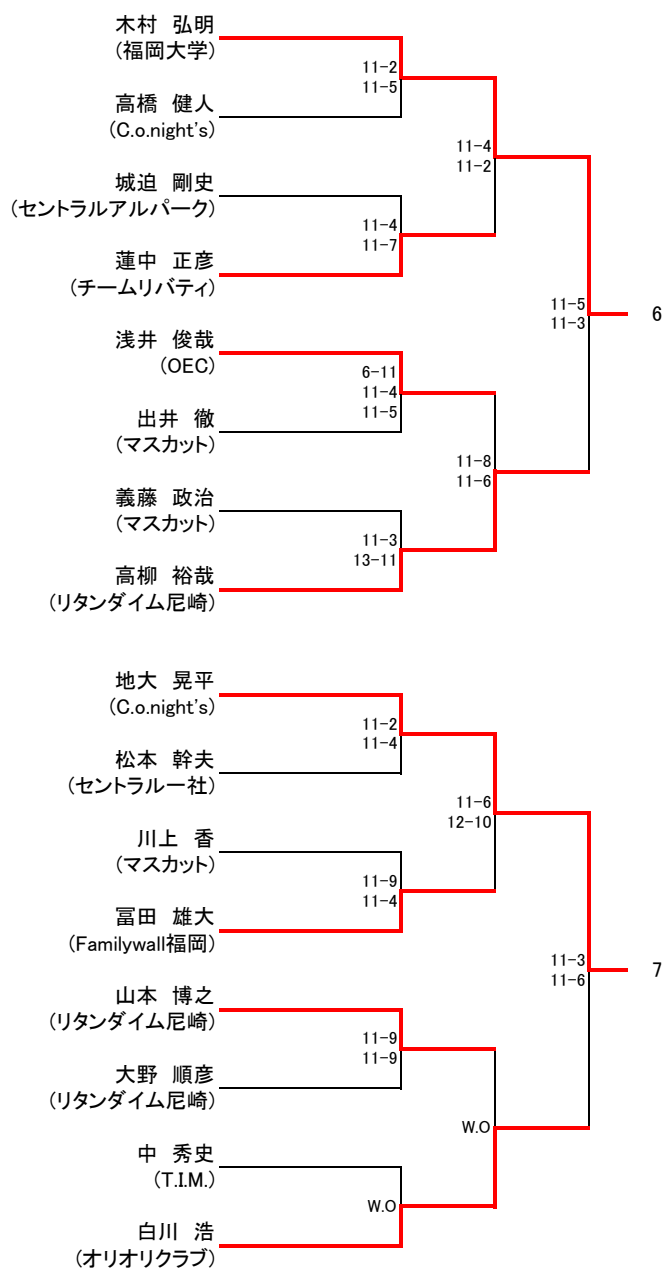 木村 弘明
(福岡大学)
11-2
11-5
高橋 健人
(C.o.night's)
11-4
11-2
城迫 剛史
(セントラルアルパーク)
11-4
11-7
蓮中 正彦
(チームリバティ)
11-5
11-3
6
浅井 俊哉
(OEC)
6-11
11-4
11-5
出井 徹
(マスカット)
11-8
11-6
義藤 政治
(マスカット)
11-3
13-11
高柳 裕哉
(リタンダイム尼崎)
地大 晃平
(C.o.night's)
11-2
11-4
松本 幹夫
(セントラル一社)
11-6
12-10
川上 香
(マスカット)
11-9
11-4
冨田 雄大
(Familywall福岡)
11-3
11-6
7
山本 博之
(リタンダイム尼崎)
11-9
11-9
大野 順彦
(リタンダイム尼崎)
W.O
中 秀史
(T.I.M.)
W.O
白川 浩
(オリオリクラブ)